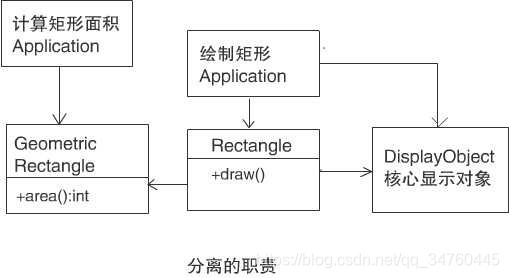 计算矩形面积
Application
绘制矩形
Application
Geometric
Rectangle
+area():int
Rectangle
+draw()
DisplayObject
核心显示对象
分离的职责
https://blog.csdn.net/qq_34760445